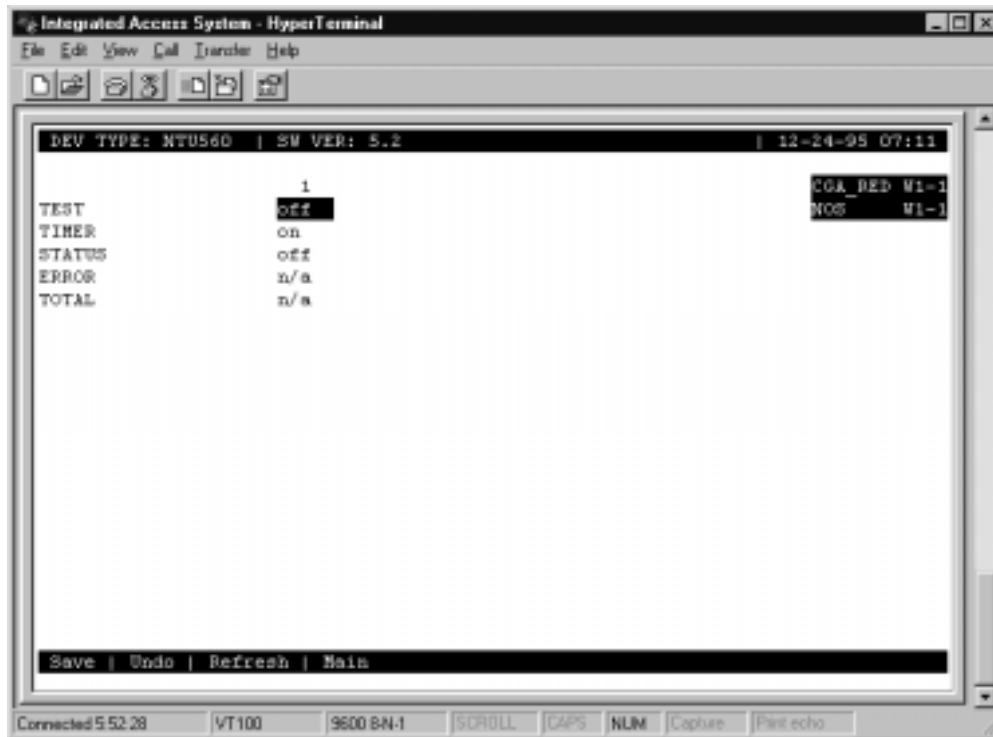 Integrated Access System - HyperTerminal
File Edit View Call Transfer Help
DEV TYPE: NTU560 | SW VER: 5.2 | 12-24-95 07:11
1 CGA_RED W1-1
TEST off NOS W1-1
TIMER on
STATUS off
ERROR n/a
TOTAL n/a
Save | Undo | Refresh | Main
Connected 5:52:28 VT100 9600 8-N-1 SCROLL CAPS NUM Capture Print echo